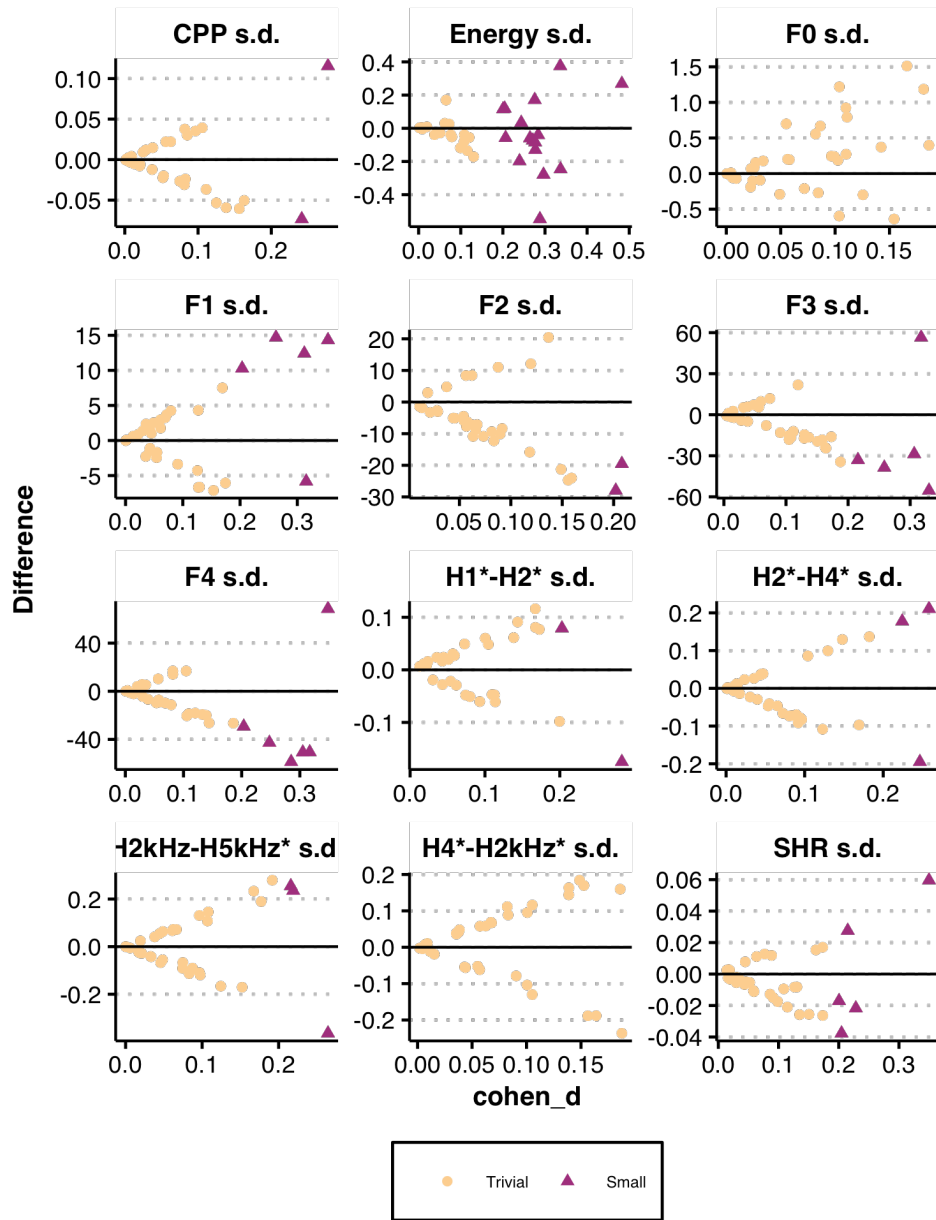 CPP s.d. Energy s.d. F0 s.d.
0.10 0.4 1.5
0.05 0.2 1.0
0.00 0.0 0.5
-0.05 -0.2 0.0
-0.4 -0.5
0.0 0.1 0.2 0.0 0.1 0.2 0.3 0.4 0.5 0.00 0.05 0.10 0.15
F1 s.d. F2 s.d. F3 s.d.
15 20 60
10 10 30
5 0 0
0 -10 -30
-5 -20 -60
-30
0.0 0.1 0.2 0.3 0.05 0.10 0.15 0.20 0.0 0.1 0.2 0.3
Difference
F4 s.d. H1*-H2* s.d. H2*-H4* s.d.
40 0.1 0.2
0 0.0 0.1
-40 -0.1 0.0
-0.1
-0.2
0.0 0.1 0.2 0.3 0.0 0.1 0.2 0.0 0.1 0.2
H2kHz-H5kHz* s.d H4*-H2kHz* s.d. SHR s.d.
0.2 0.2 0.06
0.0 0.1 0.04
-0.2 0.0 0.02
-0.1 0.00
-0.2 -0.02
-0.04
0.0 0.1 0.2 0.00 0.05 0.10 0.15 0.0 0.1 0.2 0.3
cohen_d
Trivial Small